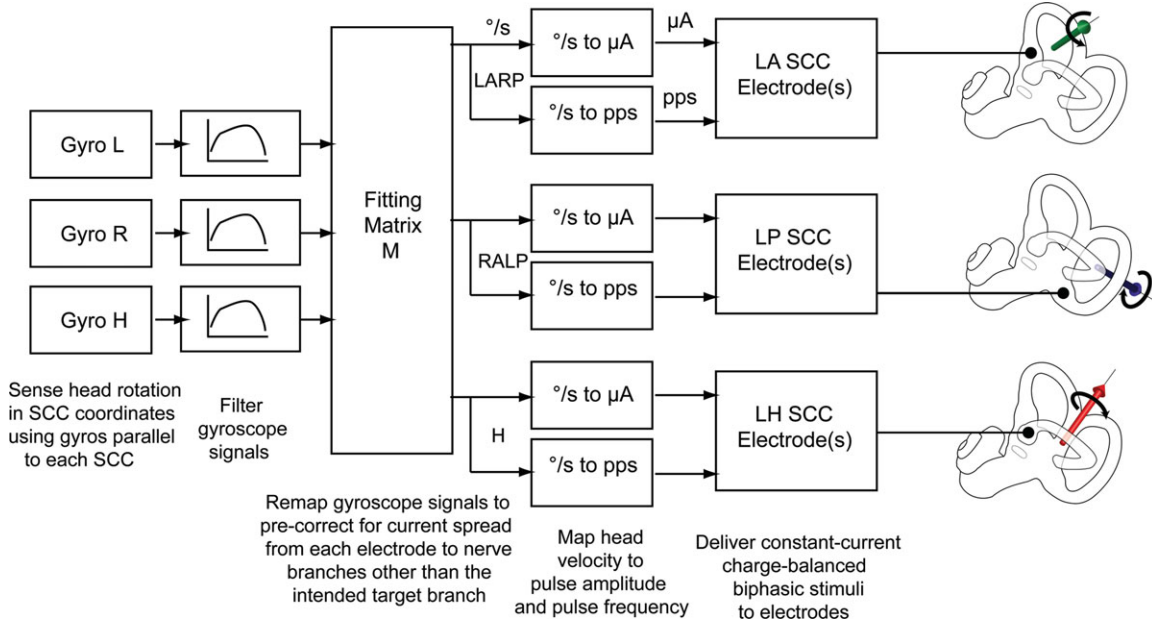 Gyro L
Gyro R
Gyro H
Sense head rotation
in SCC coordinates
using gyros parallel
to each SCC
Filter
gyroscope
signals
Fitting
Matrix
M
Remap gyroscope signals to
pre-correct for current spread
from each electrode to nerve
branches other than the
intended target branch
°/s
LARP
°/s to µA
°/s to pps
µA
pps
LA SCC
Electrode(s)
RALP
°/s to µA
°/s to pps
LP SCC
Electrode(s)
H
°/s to µA
°/s to pps
LH SCC
Electrode(s)
Map head
velocity to
pulse amplitude
and pulse frequency
Deliver constant-current
charge-balanced
biphasic stimuli
to electrodes